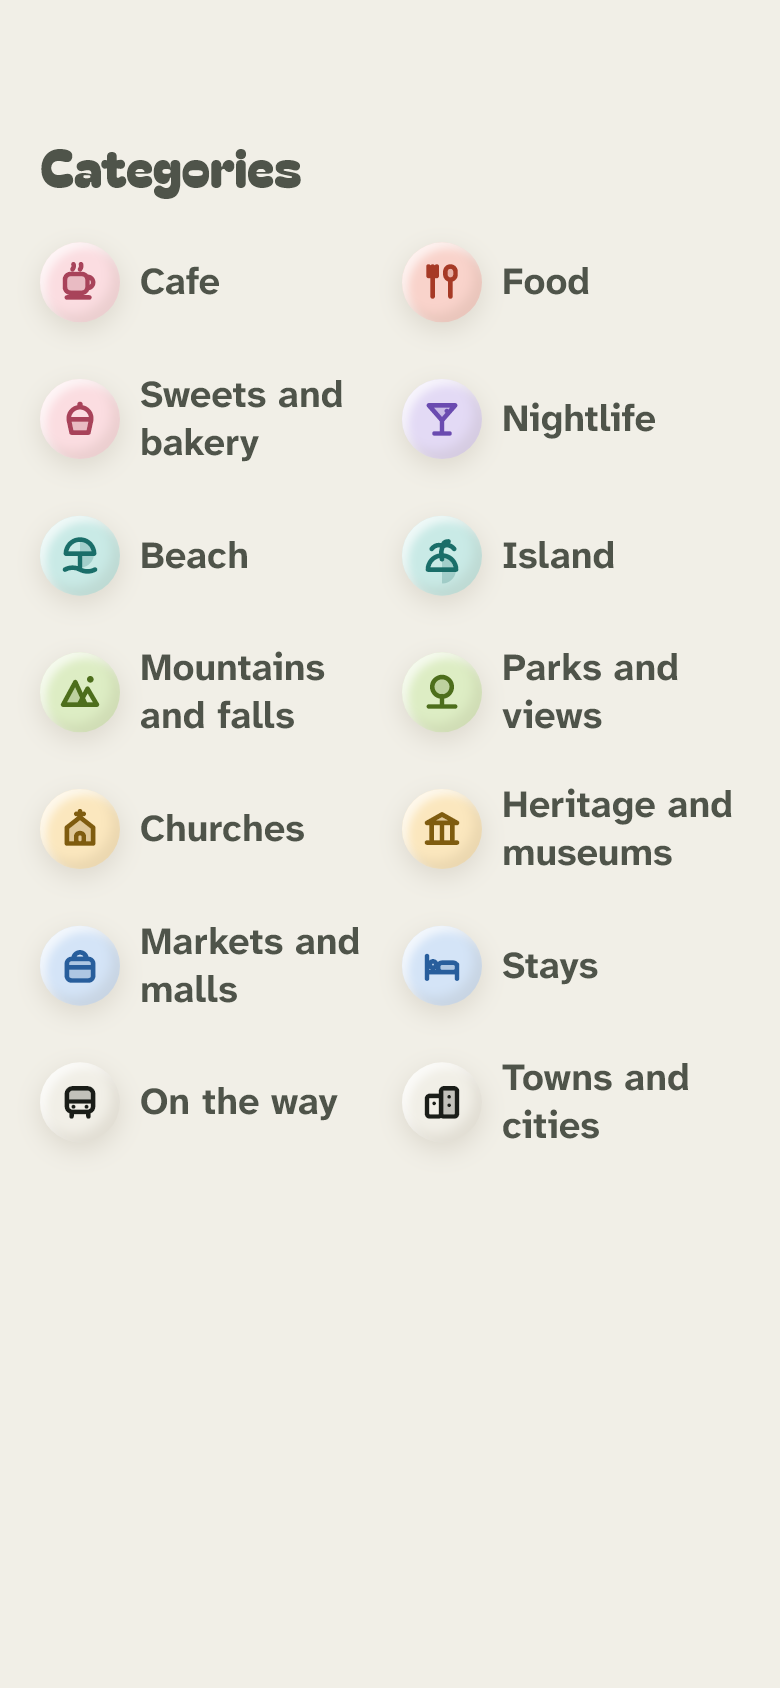 Categories
Cafe
Food
Sweets and
bakery
Nightlife
Beach
Island
Mountains
and falls
Parks and
views
Churches
Heritage and
museums
Markets and
malls
Stays
On the way
Towns and
cities